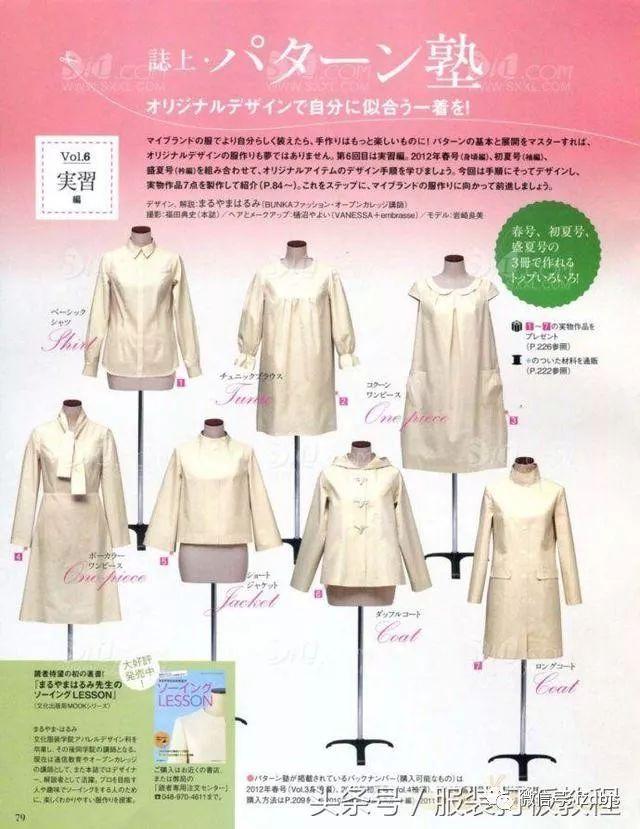 誌上・パターン塾
オリジナルデザインで自分に似合う一着を!
Vol.6
実習
編
マイブランドの服でより自分らしく装えたら、手作りはもっと楽しいものに!パターンの基本と展開をマスターすれば、
オリジナルデザインの服作りも夢ではありません。第6回目は実習編。2012年春号(身頃編)、初夏号(袖編)、
盛夏号(衿編)を組み合わせて、オリジナルアイテムのデザイン手順を学びましょう。今回は手順にそってデザインし、
実物作品7点を製作して紹介(P.84〜)。これをステップに、マイブランドの服作りに向かって前進しましょう。
デザイン、解説:まるやまはるみ(BUNKAファッション・オープンカレッジ講師)
撮影:福田典史(本誌)/ヘアとメークアップ:樋沼やよい(VANESSA+embrasse)/モデル:岩崎良美
春号、初夏号、
盛夏号の
3冊で作れる
トップいろいろ!
1〜7の実物作品を
プレゼント
(P.226参照)
*のついた材料を通販
(P.222参照)
ベーシック
シャツ
Shirt
1
チュニックブラウス
Tunic
2
コクーン
ワンピース
One-piece
3
4
ボーカラー
ワンピース
One-piece
5
ショート
ジャケット
Jacket
6
ダッフルコート
Coat
7
ロングコート
Coat
読者待望の初の著書!
『まるやまはるみ先生の
ソーイングLESSON』
(文化出版局MOOKシリーズ)
大好評
発売中!
ソーイング
LESSON
まるやま・はるみ
文化服装学院アパレルデザイン科を
卒業し、その後同学院の講師となる。
現在は通信教育やオープンカレッジ
の講師として、また本誌ではデザイナ
ー、解説者として活躍。プロを目指す
人や趣味でソーイングをする人のため
に、楽しくわかりやすい服作りを提案。
ご購入はお近くの書店、
または弊局の
「読者専用注文センター」
☎048-970-4611まで。
●パターン塾が掲載されているバックナンバー(購入可能なもの)は
2012年春号(Vol.3身頃編)、
購入方法はP.209を
79
头条号/服装打板教程
SXXL.COM
WWW.SXXL.COM